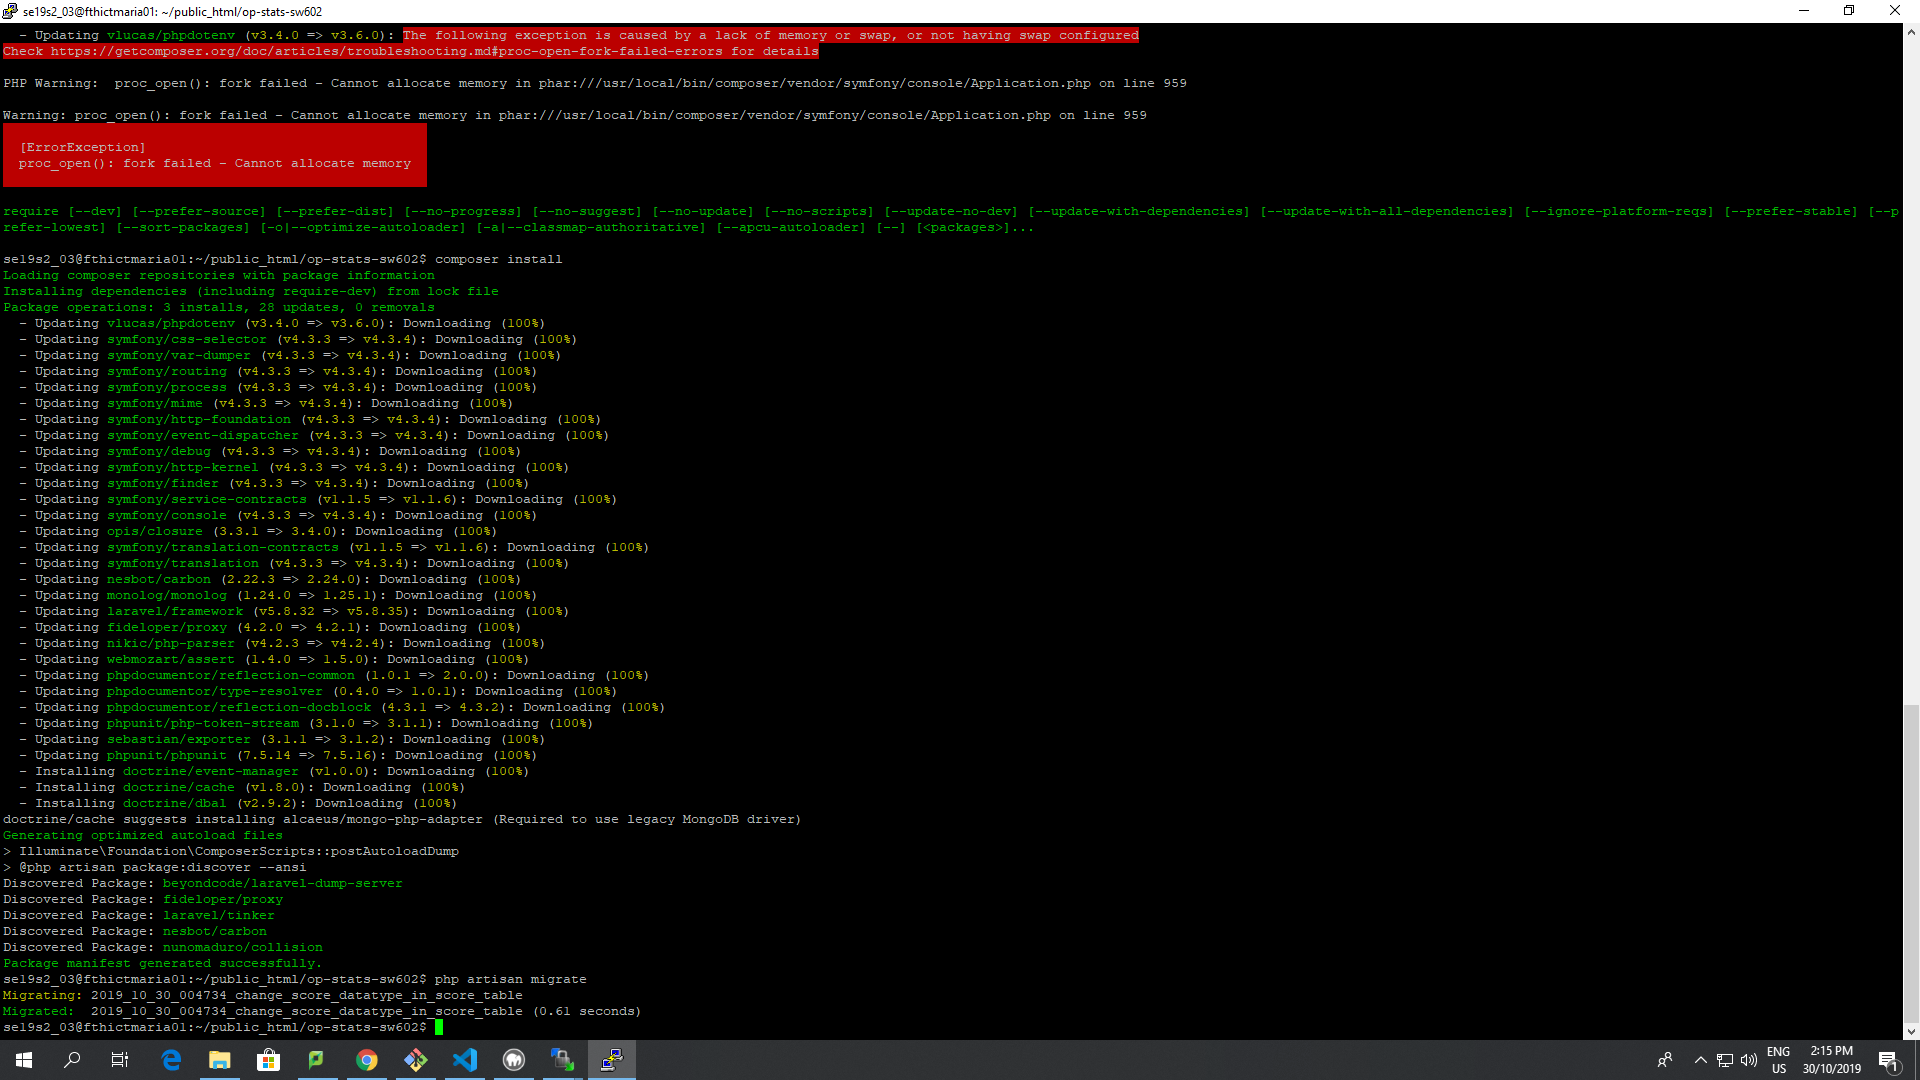 se19s2_03@fthictmaria01: ~/public_html/op-stats-sw602
  - Updating vlucas/phpdotenv (v3.4.0 => v3.6.0): The following exception is caused by a lack of memory or swap, or not having swap configured
Check https://getcomposer.org/doc/articles/troubleshooting.md#proc-open-fork-failed-errors for details
PHP Warning:  proc_open(): fork failed - Cannot allocate memory in phar:///usr/local/bin/composer/vendor/symfony/console/Application.php on line 959
Warning: proc_open(): fork failed - Cannot allocate memory in phar:///usr/local/bin/composer/vendor/symfony/console/Application.php on line 959
  [ErrorException]
  proc_open(): fork failed - Cannot allocate memory
require [--dev] [--prefer-source] [--prefer-dist] [--no-progress] [--no-suggest] [--no-update] [--no-scripts] [--update-no-dev] [--update-with-dependencies] [--update-with-all-dependencies] [--ignore-platform-reqs] [--prefer-stable] [--p
refer-lowest] [--sort-packages] [-o|--optimize-autoloader] [-a|--classmap-authoritative] [--apcu-autoloader] [--] [<packages>]...
se19s2_03@fthictmaria01:~/public_html/op-stats-sw602$ composer install
Loading composer repositories with package information
Installing dependencies (including require-dev) from lock file
Package operations: 3 installs, 28 updates, 0 removals
  - Updating vlucas/phpdotenv (v3.4.0 => v3.6.0): Downloading (100%)
  - Updating symfony/css-selector (v4.3.3 => v4.3.4): Downloading (100%)
  - Updating symfony/var-dumper (v4.3.3 => v4.3.4): Downloading (100%)
  - Updating symfony/routing (v4.3.3 => v4.3.4): Downloading (100%)
  - Updating symfony/process (v4.3.3 => v4.3.4): Downloading (100%)
  - Updating symfony/mime (v4.3.3 => v4.3.4): Downloading (100%)
  - Updating symfony/http-foundation (v4.3.3 => v4.3.4): Downloading (100%)
  - Updating symfony/event-dispatcher (v4.3.3 => v4.3.4): Downloading (100%)
  - Updating symfony/debug (v4.3.3 => v4.3.4): Downloading (100%)
  - Updating symfony/http-kernel (v4.3.3 => v4.3.4): Downloading (100%)
  - Updating symfony/finder (v4.3.3 => v4.3.4): Downloading (100%)
  - Updating symfony/service-contracts (v1.1.5 => v1.1.6): Downloading (100%)
  - Updating symfony/console (v4.3.3 => v4.3.4): Downloading (100%)
  - Updating opis/closure (3.3.1 => 3.4.0): Downloading (100%)
  - Updating symfony/translation-contracts (v1.1.5 => v1.1.6): Downloading (100%)
  - Updating symfony/translation (v4.3.3 => v4.3.4): Downloading (100%)
  - Updating nesbot/carbon (2.22.3 => 2.24.0): Downloading (100%)
  - Updating monolog/monolog (1.24.0 => 1.25.1): Downloading (100%)
  - Updating laravel/framework (v5.8.32 => v5.8.35): Downloading (100%)
  - Updating fideloper/proxy (4.2.0 => 4.2.1): Downloading (100%)
  - Updating nikic/php-parser (v4.2.3 => v4.2.4): Downloading (100%)
  - Updating webmozart/assert (1.4.0 => 1.5.0): Downloading (100%)
  - Updating phpdocumentor/reflection-common (1.0.1 => 2.0.0): Downloading (100%)
  - Updating phpdocumentor/type-resolver (0.4.0 => 1.0.1): Downloading (100%)
  - Updating phpdocumentor/reflection-docblock (4.3.1 => 4.3.2): Downloading (100%)
  - Updating phpunit/php-token-stream (3.1.0 => 3.1.1): Downloading (100%)
  - Updating sebastian/exporter (3.1.1 => 3.1.2): Downloading (100%)
  - Updating phpunit/phpunit (7.5.14 => 7.5.16): Downloading (100%)
  - Installing doctrine/event-manager (v1.0.0): Downloading (100%)
  - Installing doctrine/cache (v1.8.0): Downloading (100%)
  - Installing doctrine/dbal (v2.9.2): Downloading (100%)
doctrine/cache suggests installing alcaeus/mongo-php-adapter (Required to use legacy MongoDB driver)
Generating optimized autoload files
> Illuminate\Foundation\ComposerScripts::postAutoloadDump
> @php artisan package:discover --ansi
Discovered Package: beyondcode/laravel-dump-server
Discovered Package: fideloper/proxy
Discovered Package: laravel/tinker
Discovered Package: nesbot/carbon
Discovered Package: nunomaduro/collision
Package manifest generated successfully.
se19s2_03@fthictmaria01:~/public_html/op-stats-sw602$ php artisan migrate
Migrating: 2019_10_30_004734_change_score_datatype_in_score_table
Migrated:  2019_10_30_004734_change_score_datatype_in_score_table (0.61 seconds)
se19s2_03@fthictmaria01:~/public_html/op-stats-sw602$
ENG
US
2:15 PM
30/10/2019
1